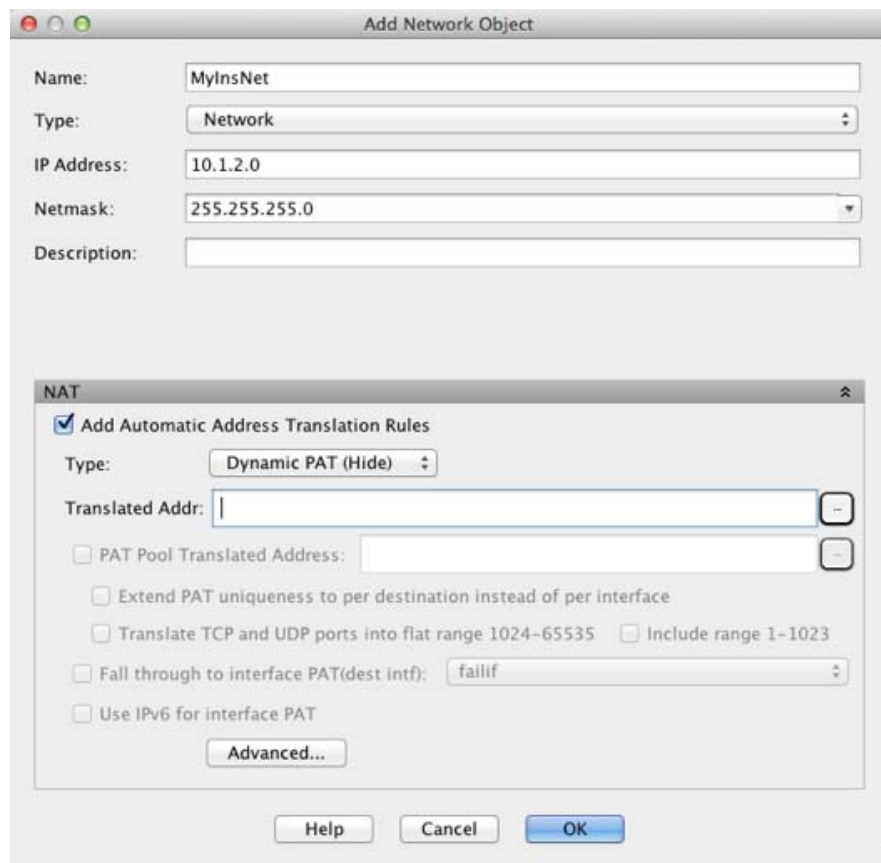 Add Network Object
Name: MyInsNet
Type: Network
IP Address: 10.1.2.0
Netmask: 255.255.255.0
Description:
NAT
Add Automatic Address Translation Rules
Type: Dynamic PAT (Hide)
Translated Addr:
PAT Pool Translated Address:
Extend PAT uniqueness to per destination instead of per interface
Translate TCP and UDP ports into flat range 1024-65535 Include range 1-1023
Fall through to interface PAT(dest intf): failif
Use IPv6 for interface PAT
Advanced...
Help Cancel OK